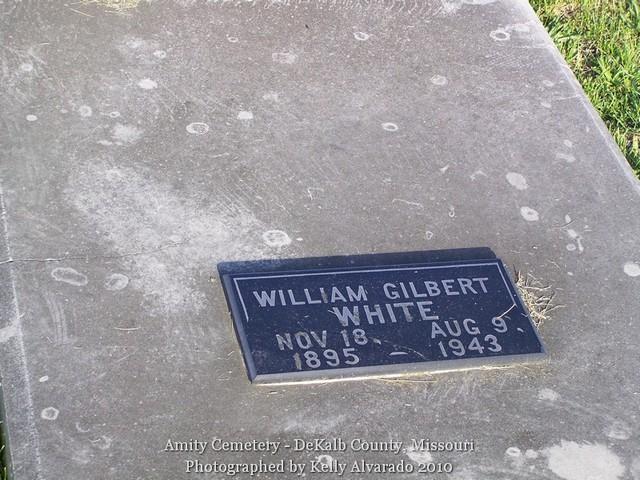 WILLIAM GILBERT
WHITE
NOV 18. AUG 9.
1895 - 1943
Amity Cemetery - DeKalb County, Missouri
Photographed by Kelly Alvarado 2010